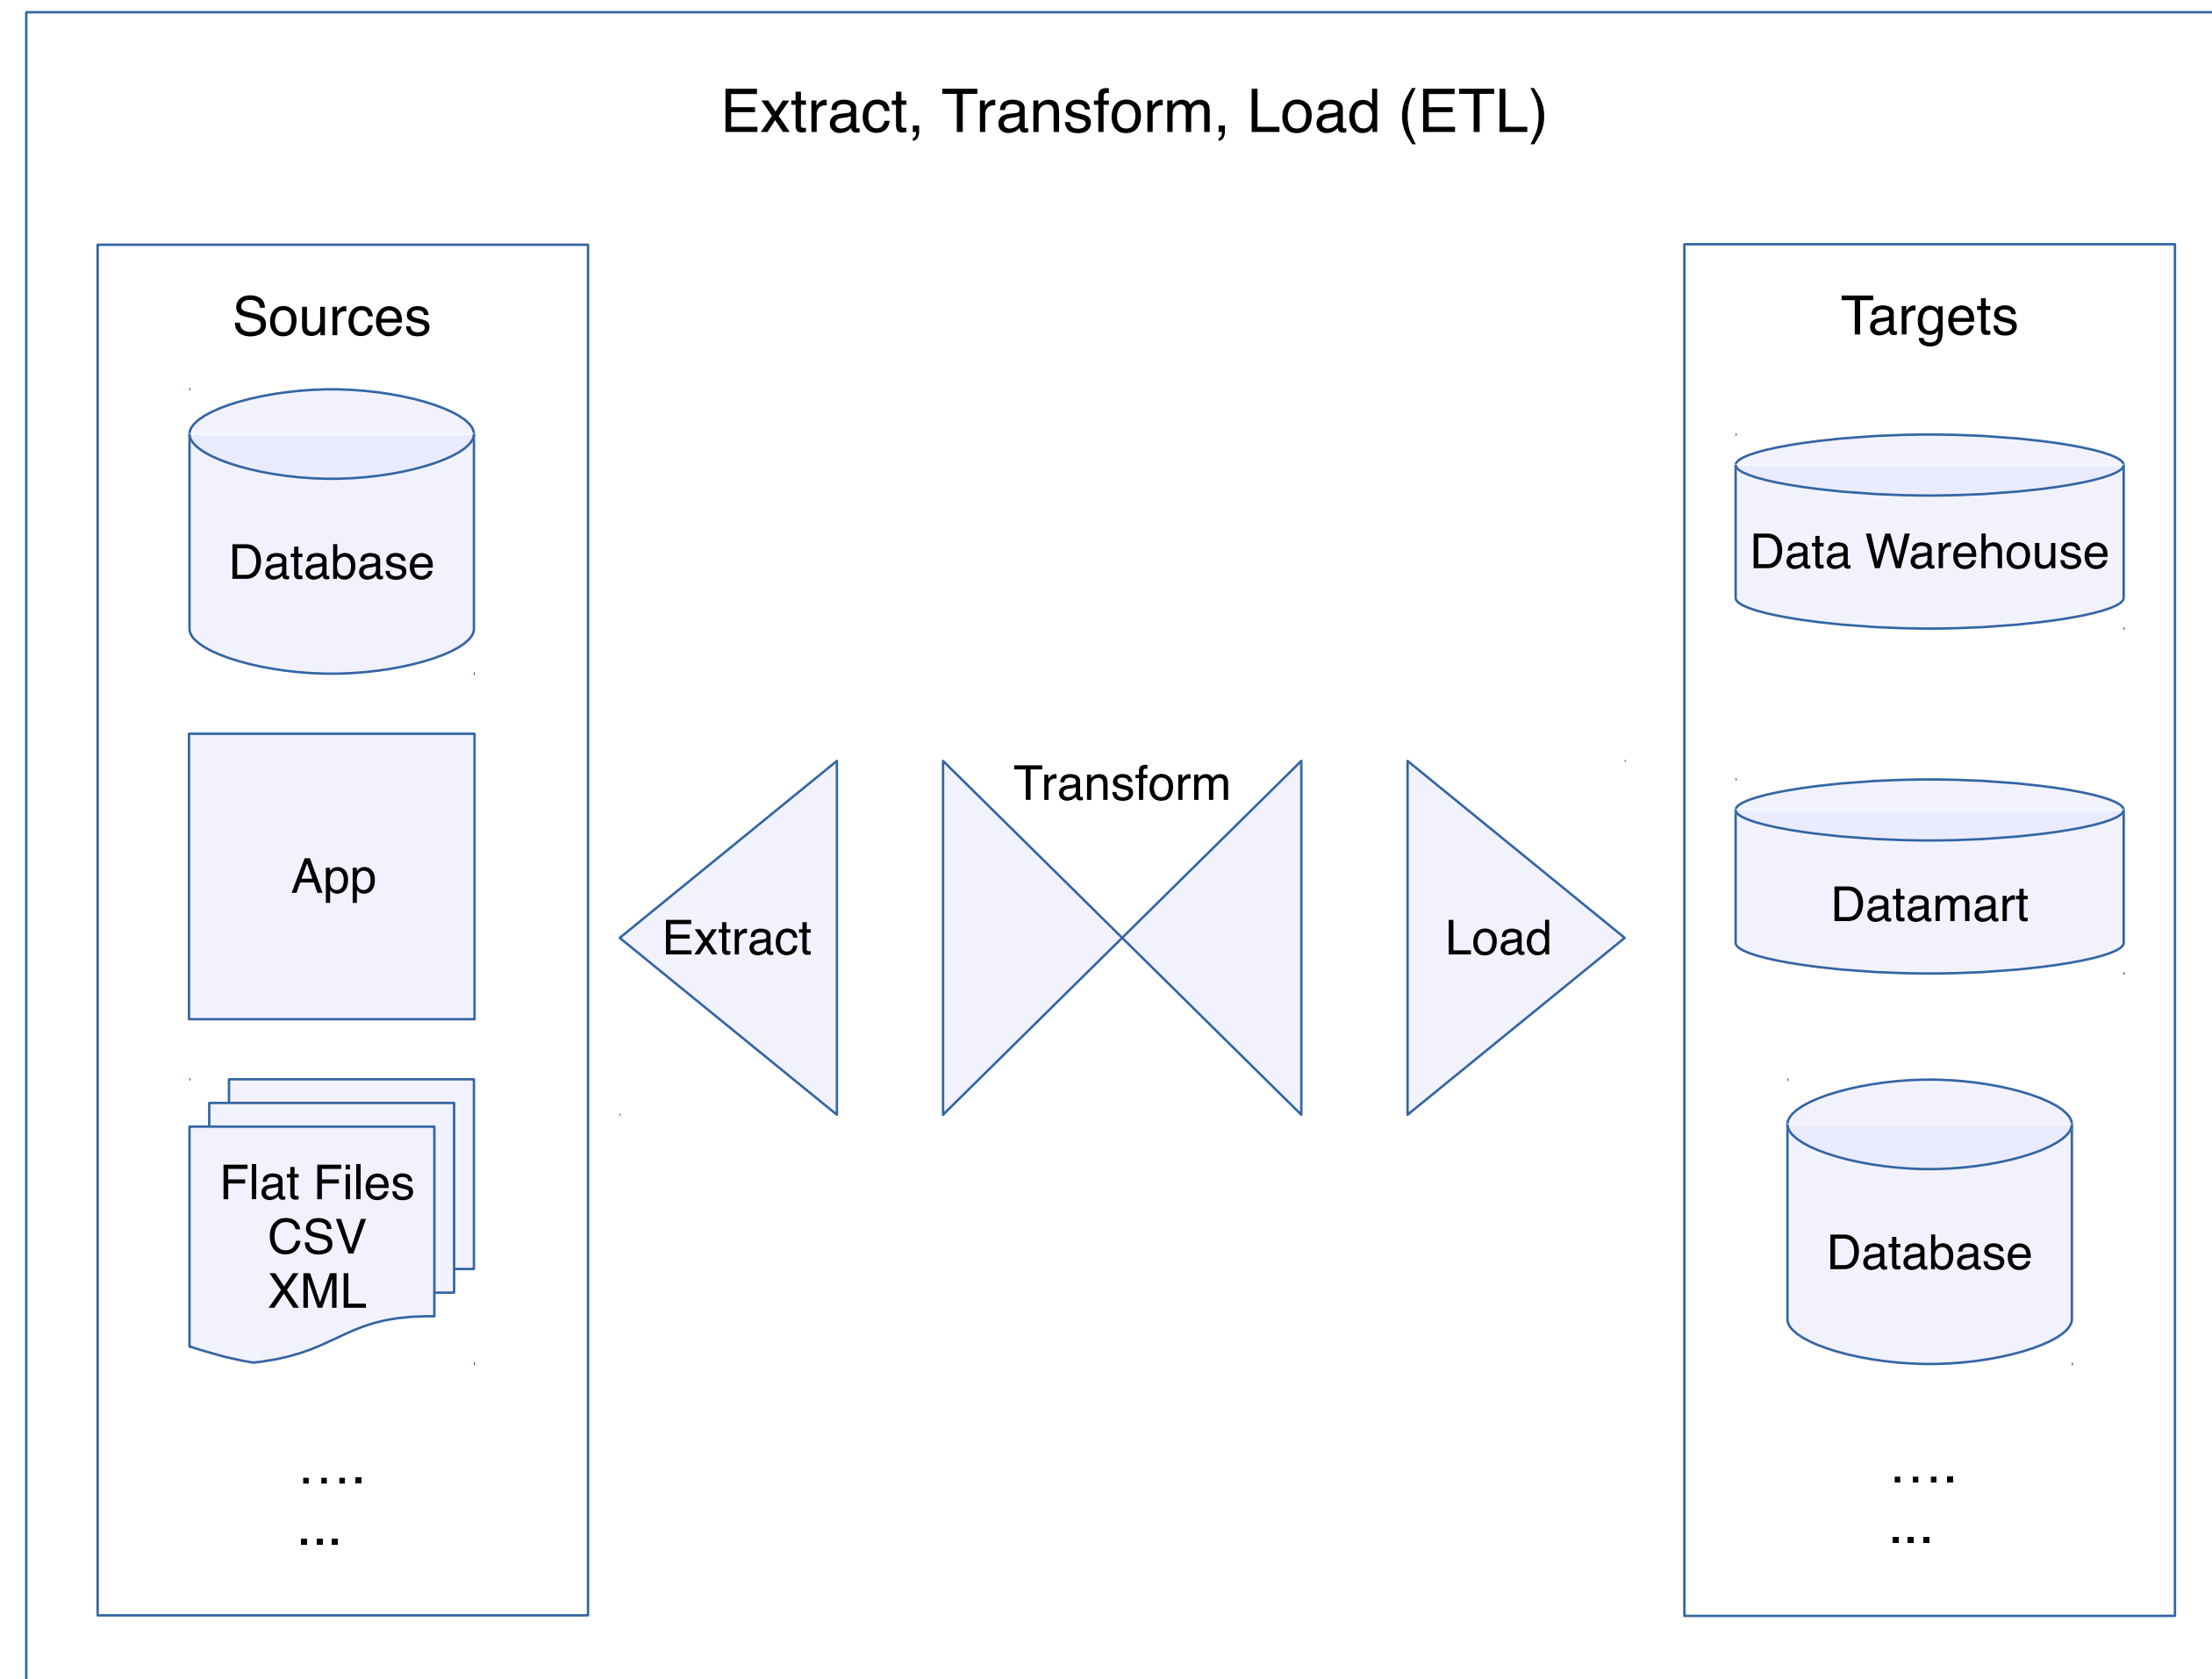 Extract, Transform, Load (ETL)
Sources
Database
App
Flat Files
CSV
XML
....
...
Extract
Transform
Load
Targets
Data Warehouse
Datamart
Database
....
...